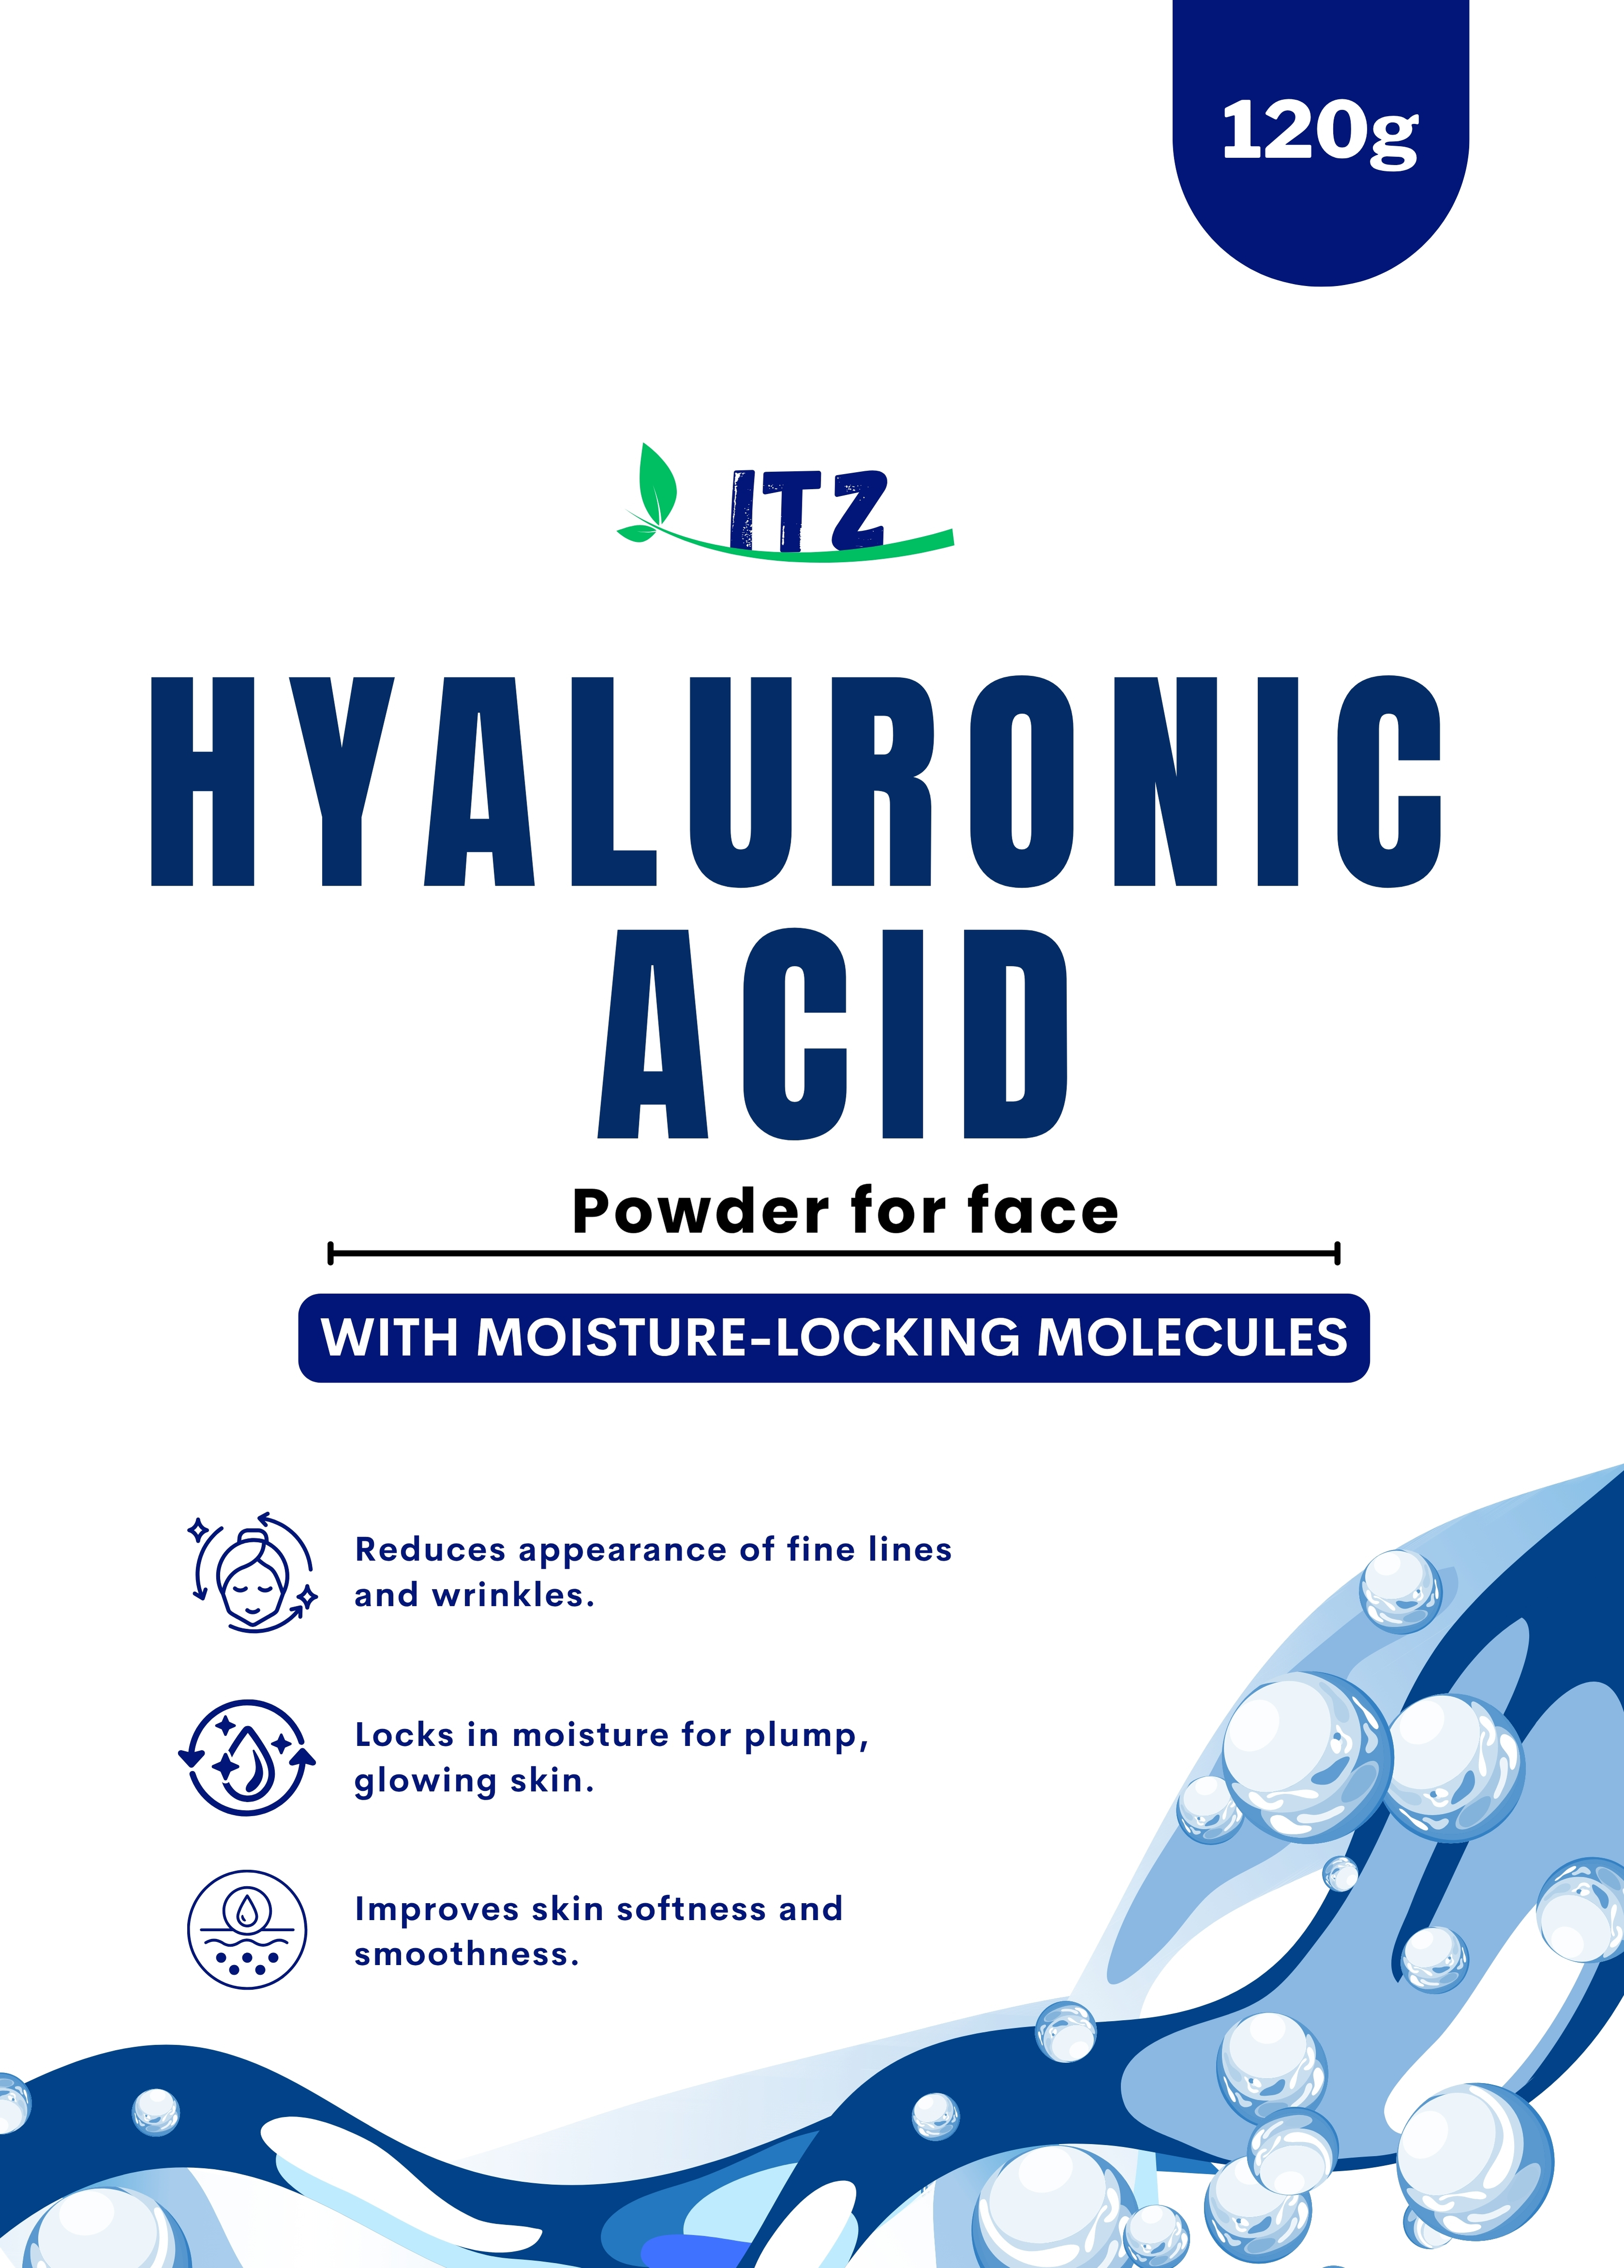 120g
ITZ
HYALURONIC
ACID
Powder for face
WITH MOISTURE-LOCKING MOLECULES
Reduces appearance of fine lines
and wrinkles.
Locks in moisture for plump,
glowing skin.
Improves skin softness and
smoothness.